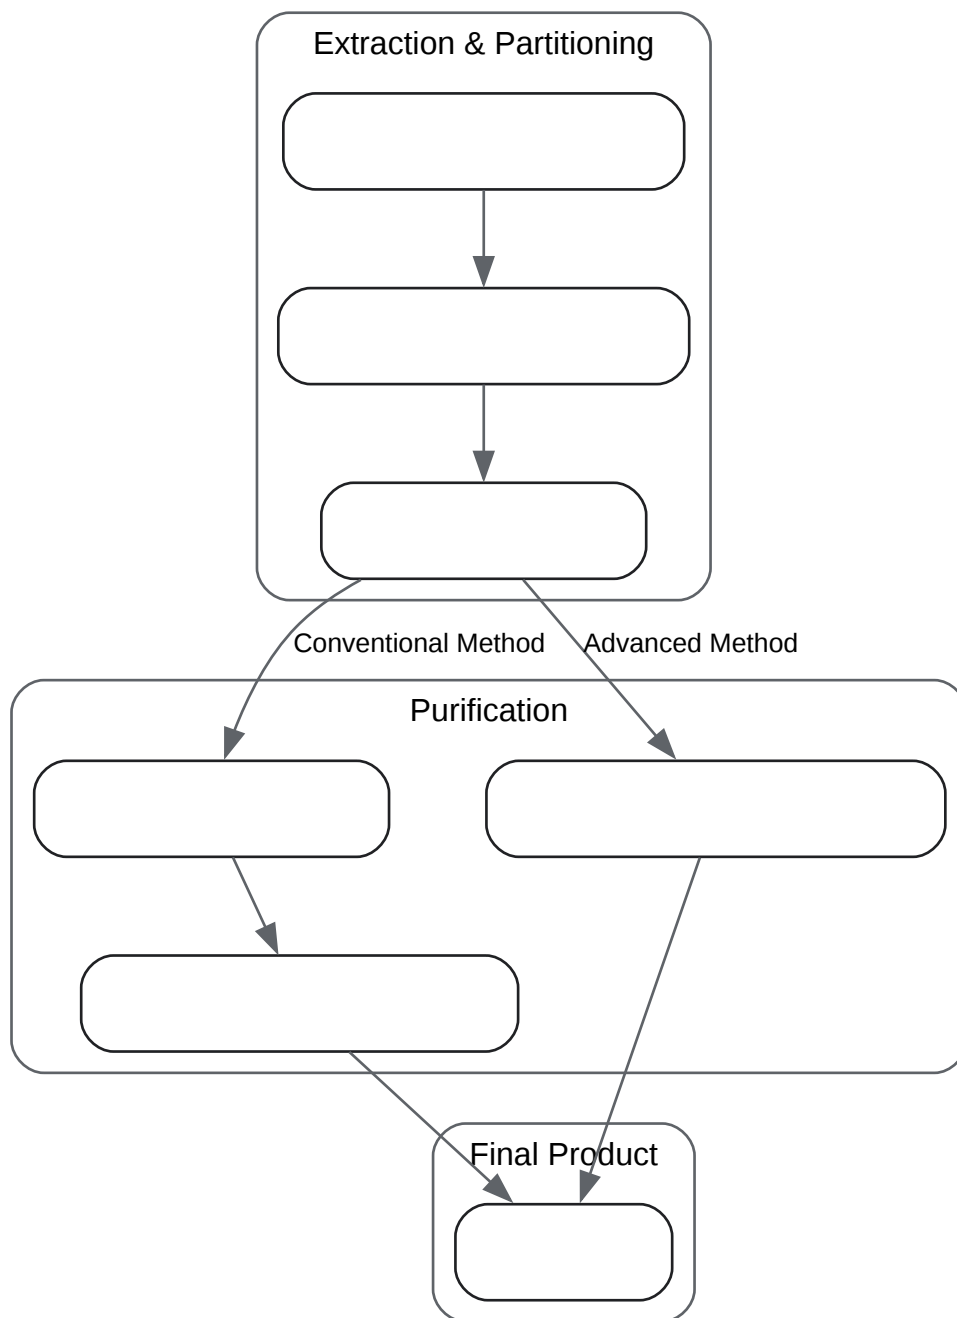 Extraction & Partitioning
Conventional Method
Advanced Method
Purification
Final Product